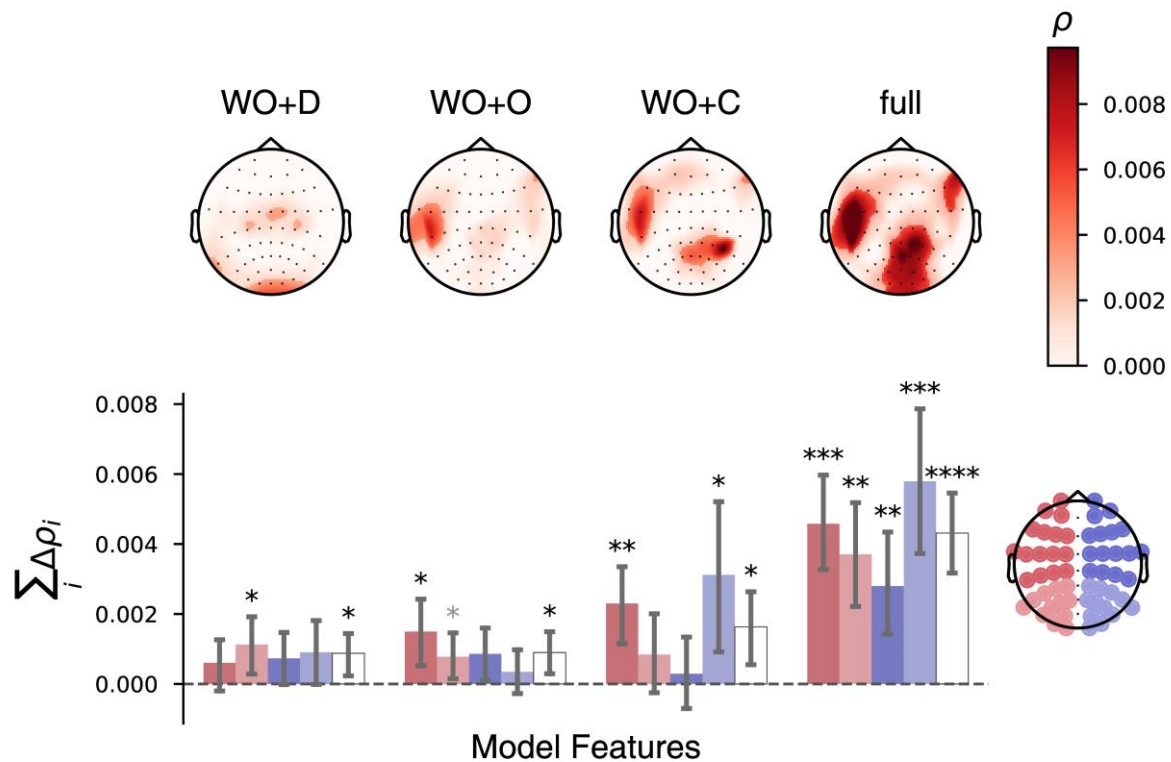 ρ
WO+D WO+O WO+C full
0.008
0.006
0.004
0.002
0.000
0.008
0.006
0.004
0.002
0.000
∑ᵢ Δρᵢ
* *
* * *
** * *
*** ** ** *** ****
Model Features